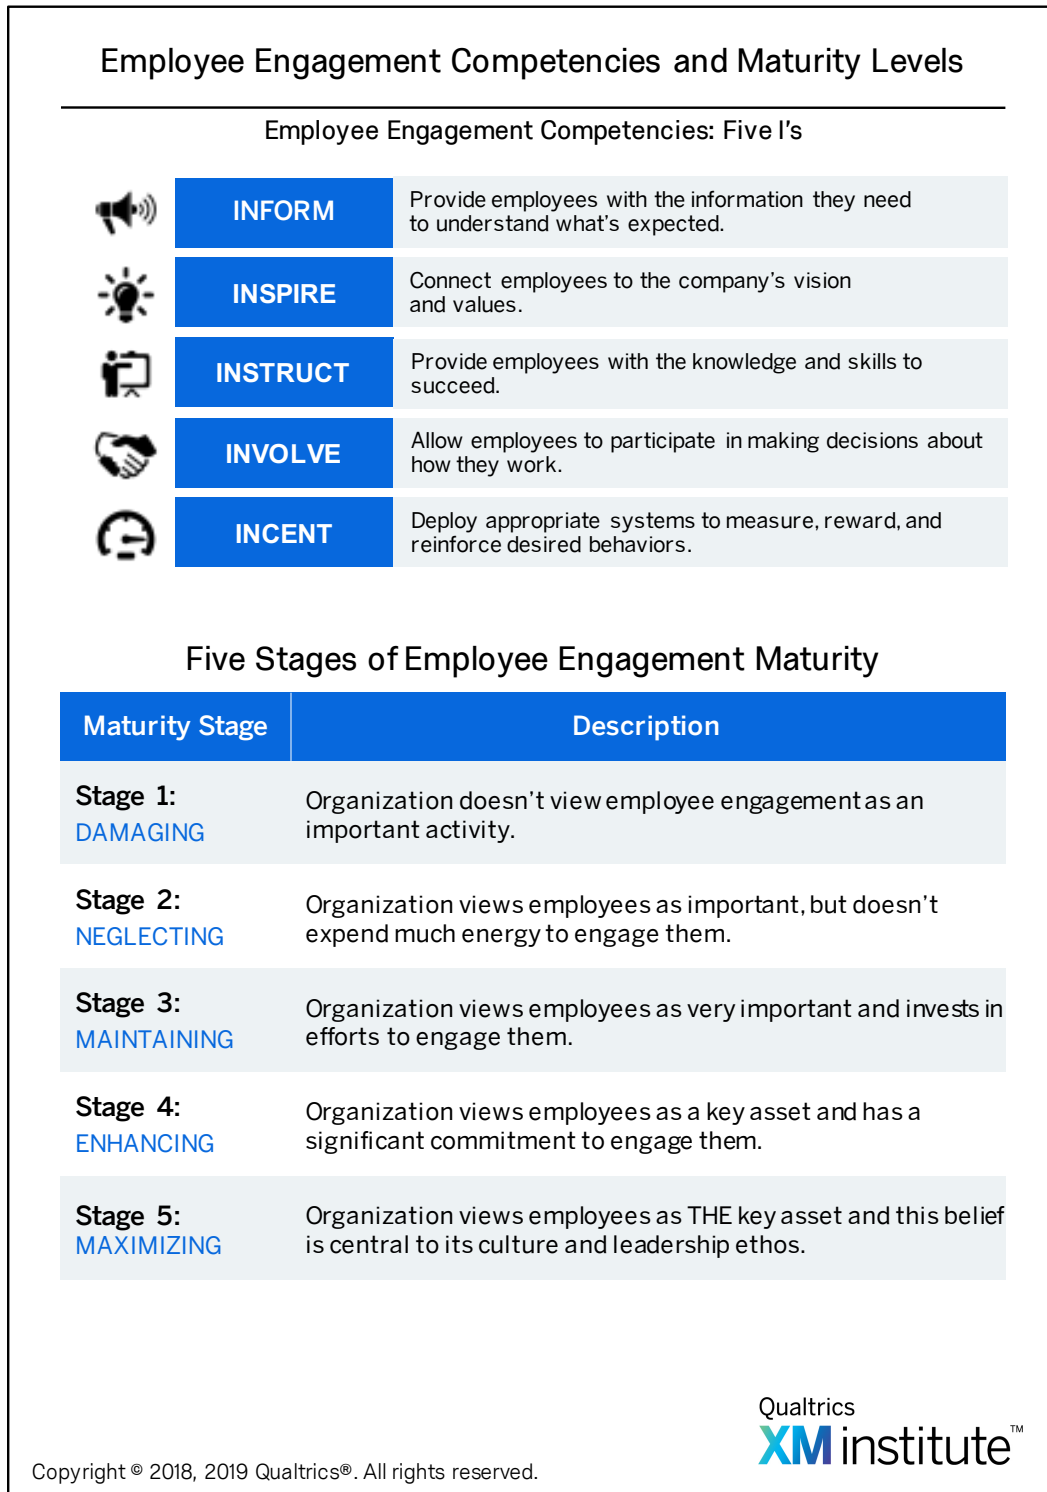 Employee Engagement Competencies and Maturity Levels
Employee Engagement Competencies: Five I's
INFORM
Provide employees with the information they need
to understand what's expected.
INSPIRE
Connect employees to the company's vision
and values.
INSTRUCT
Provide employees with the knowledge and skills to
succeed.
INVOLVE
Allow employees to participate in making decisions about
how they work.
INCENT
Deploy appropriate systems to measure, reward, and
reinforce desired behaviors.
Five Stages of Employee Engagement Maturity
Maturity Stage
Description
Stage 1:
DAMAGING
Organization doesn't view employee engagement as an
important activity.
Stage 2:
NEGLECTING
Organization views employees as important, but doesn't
expend much energy to engage them.
Stage 3:
MAINTAINING
Organization views employees as very important and invests in
efforts to engage them.
Stage 4:
ENHANCING
Organization views employees as a key asset and has a
significant commitment to engage them.
Stage 5:
MAXIMIZING
Organization views employees as THE key asset and this belief
is central to its culture and leadership ethos.
Qualtrics
XM institute™
Copyright © 2018, 2019 Qualtrics®. All rights reserved.